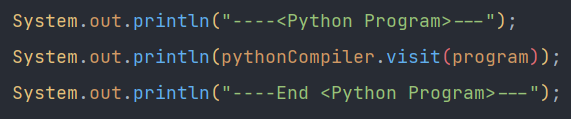 System.out.println("----<Python Program>---");
System.out.println(pythonCompiler.visit(program));
System.out.println("----End <Python Program>---");